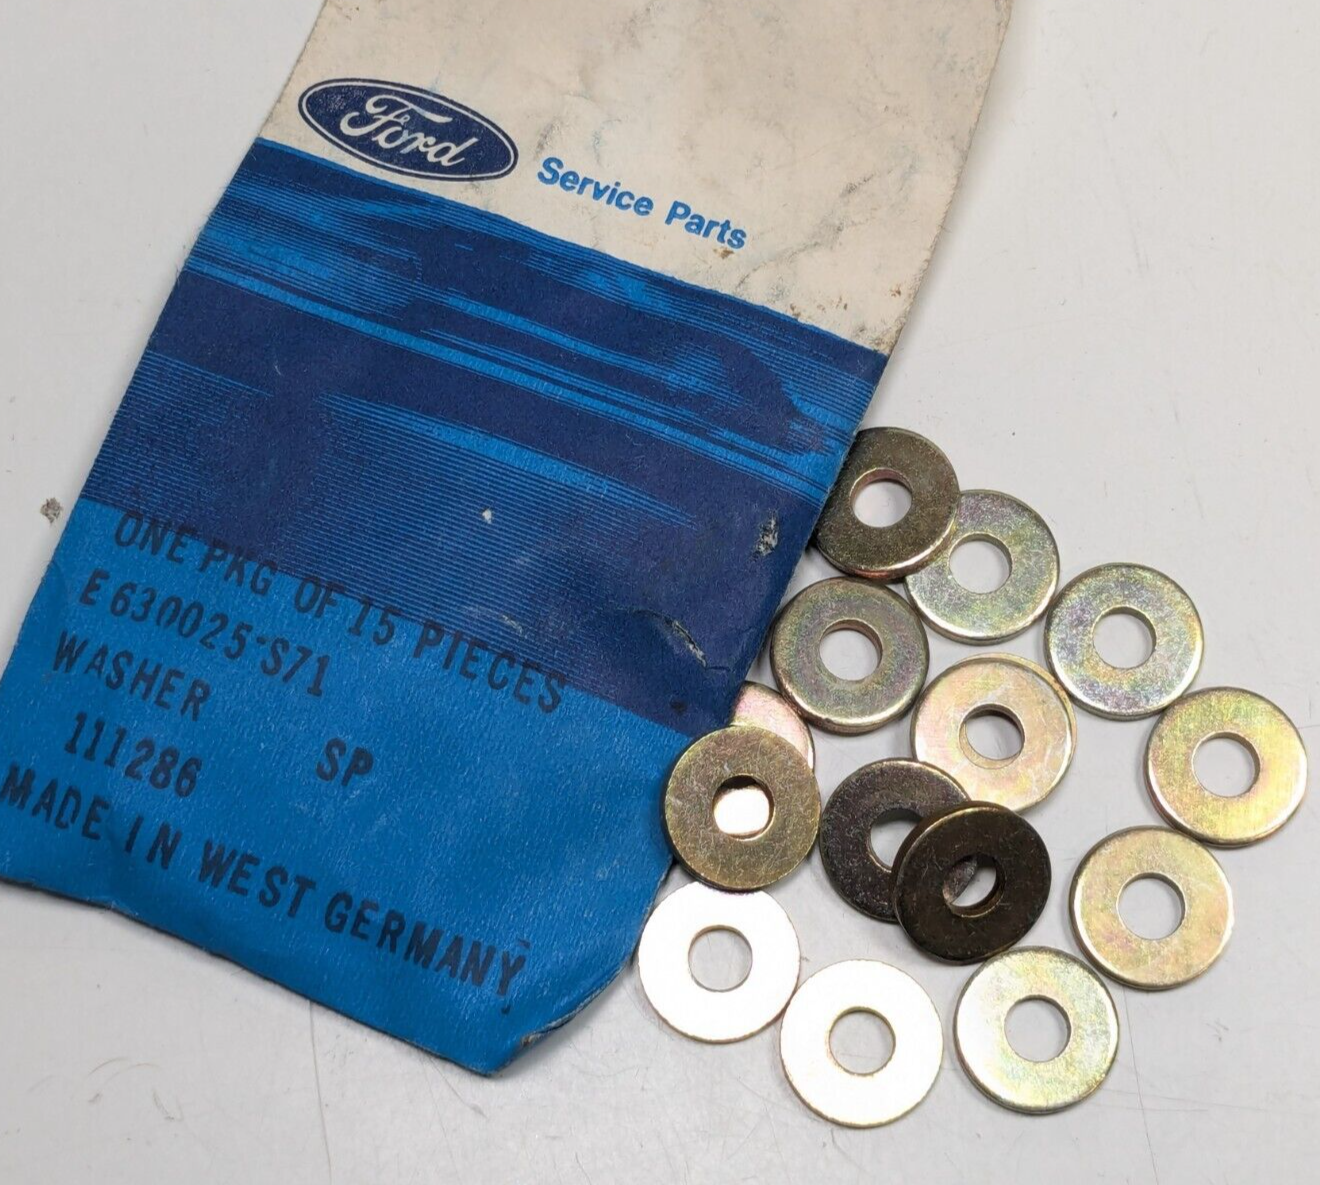 Ford
Service Parts
ONE PKG OF 15 PIECES
E630025-S71
WASHER
111286 SP
MADE IN WEST GERMANY